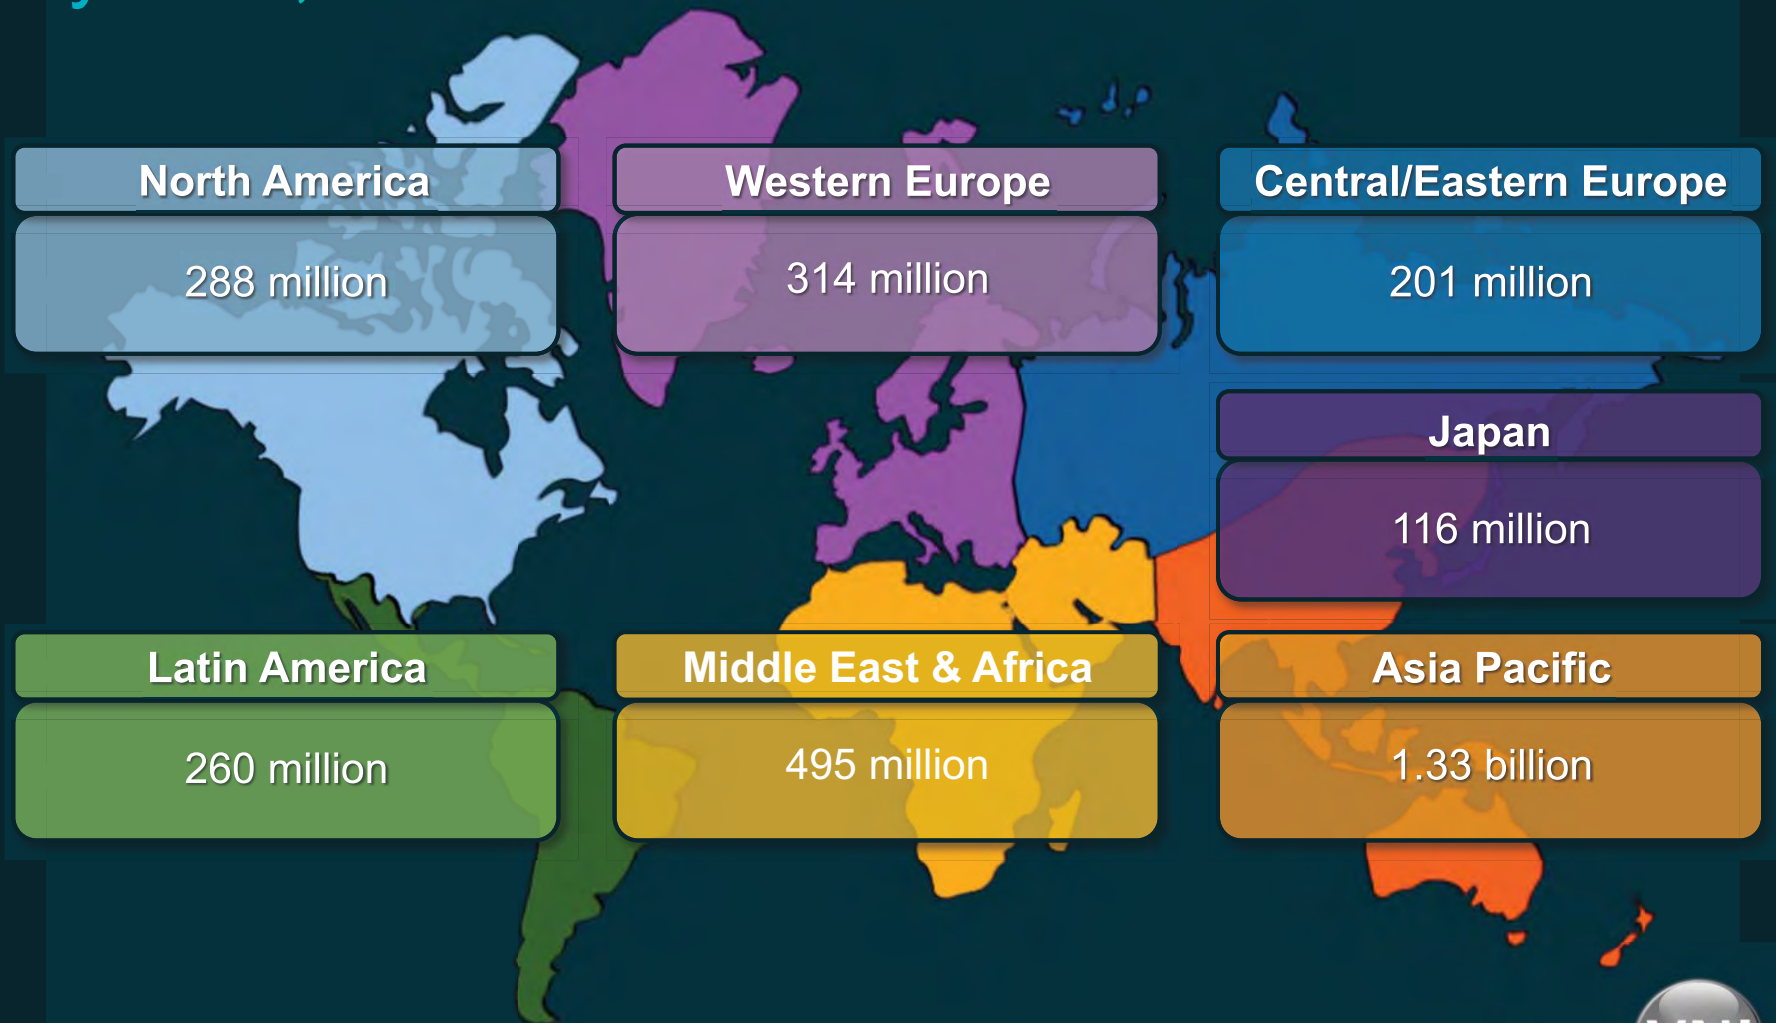 North America
288 million
Western Europe
314 million
Central/Eastern Europe
201 million
Japan
116 million
Latin America
260 million
Middle East & Africa
495 million
Asia Pacific
1.33 billion